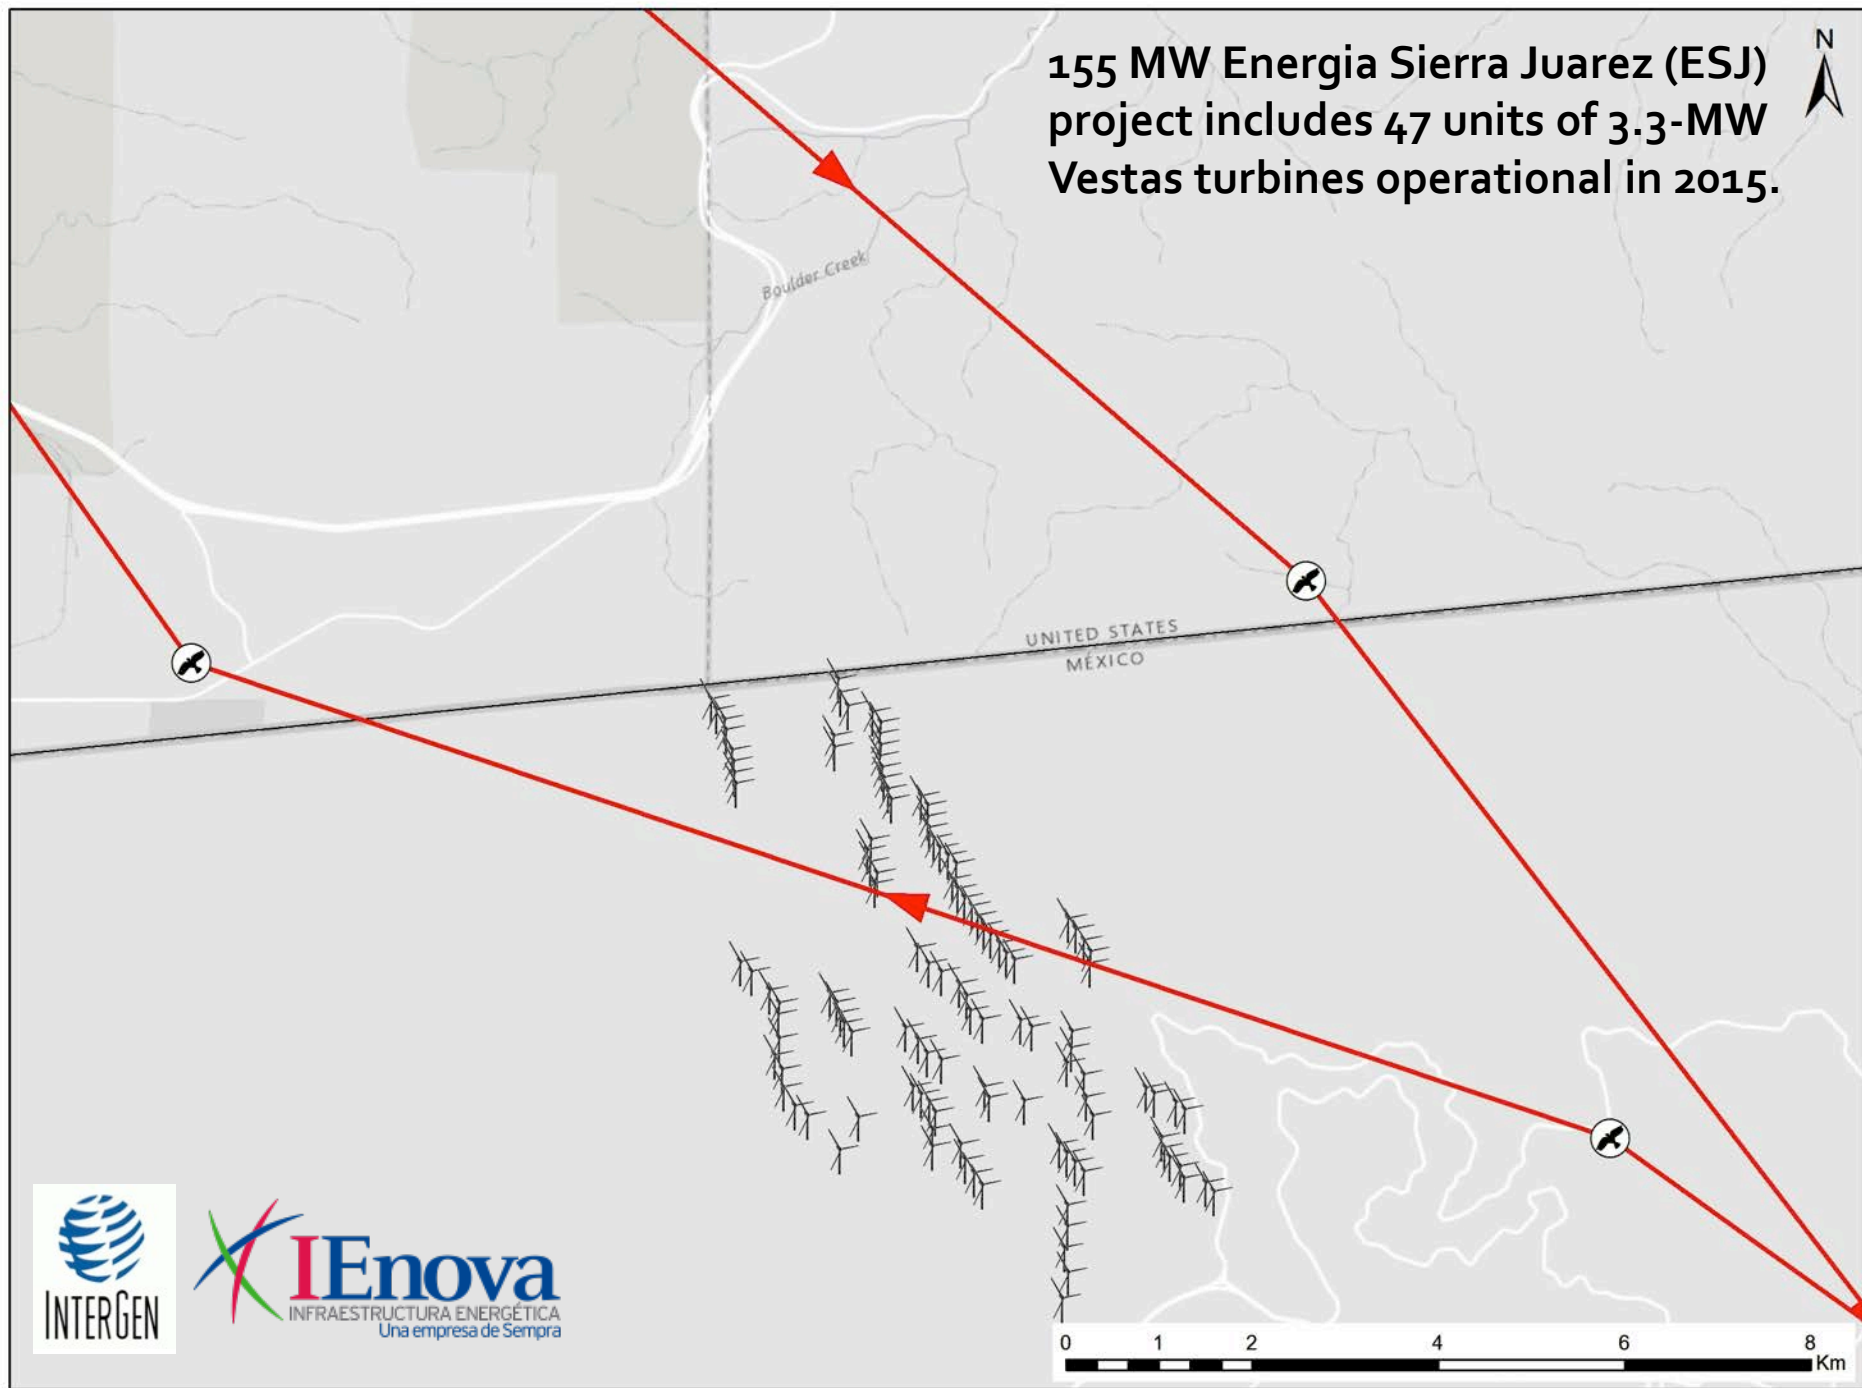 155 MW Energia Sierra Juarez (ESJ)
project includes 47 units of 3.3-MW
Vestas turbines operational in 2015.
N
Boulder Creek
UNITED STATES
MÉXICO
INTERGEN
IEnova
INFRAESTRUCTURA ENERGÉTICA
Una empresa de Sempra
0 1 2 4 6 8
Km